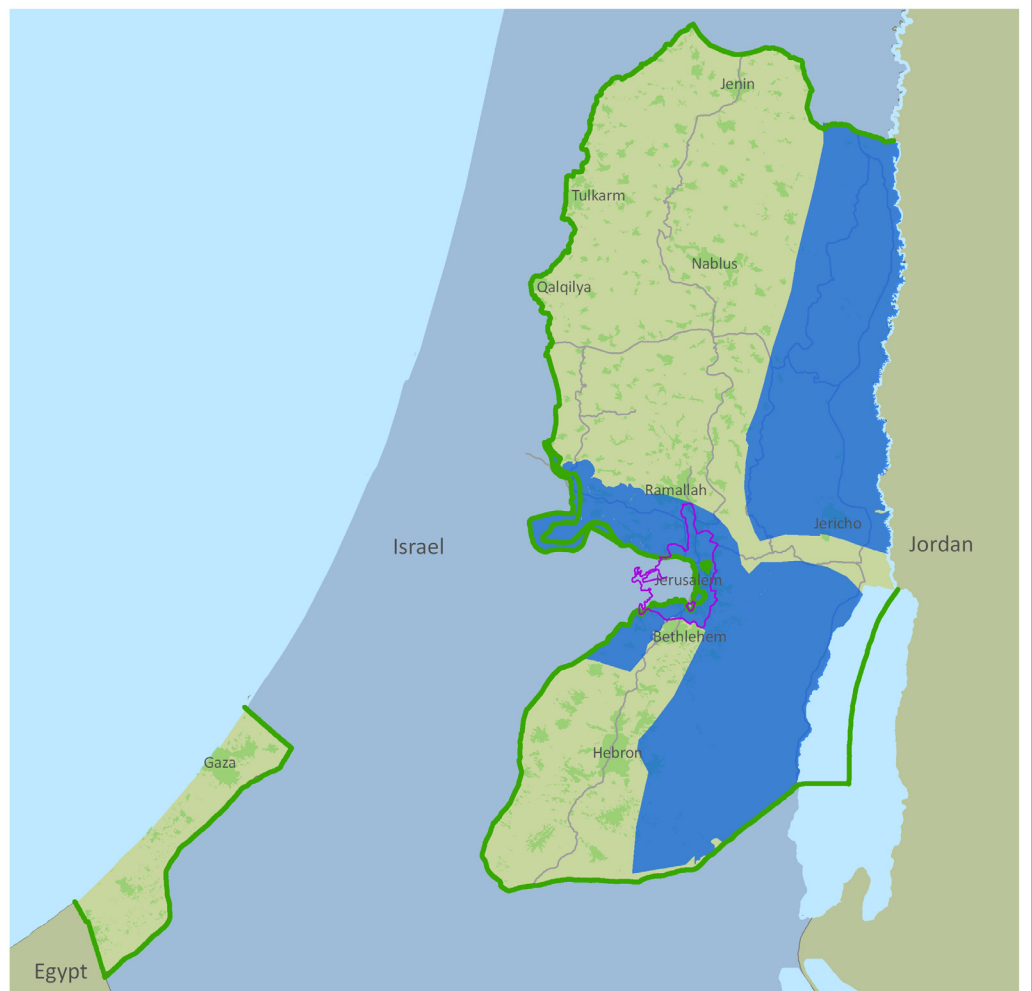 Jenin
Tulkarm
Nablus
Qalqilya
Ramallah
Jericho
Israel
Jordan
Jerusalem
Bethlehem
Hebron
Gaza
Egypt